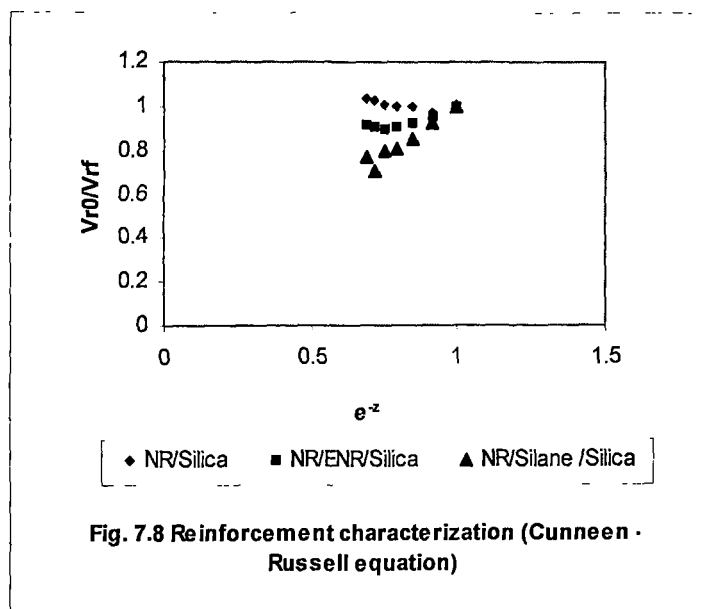 1.2
1
0.8
0.6
0.4
0.2
0
Vr0/Vrf
0 0.5 1 1.5
e-z
NR/Silica NR/ENR/Silica NR/Silane /Silica
Fig. 7.8 Reinforcement characterization (Cunneen -
Russell equation)